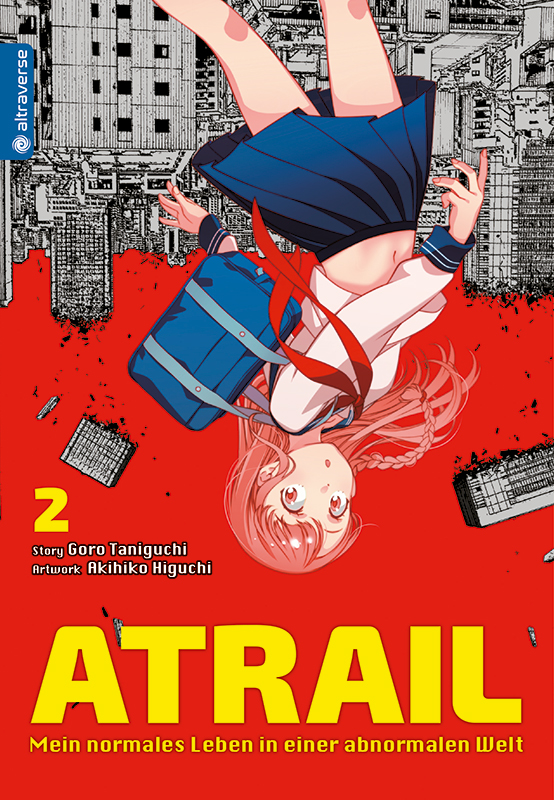 altraverse
2
Story Goro Taniguchi
Artwork Akihiko Higuchi
ATRAIL
Mein normales Leben in einer abnormalen Welt